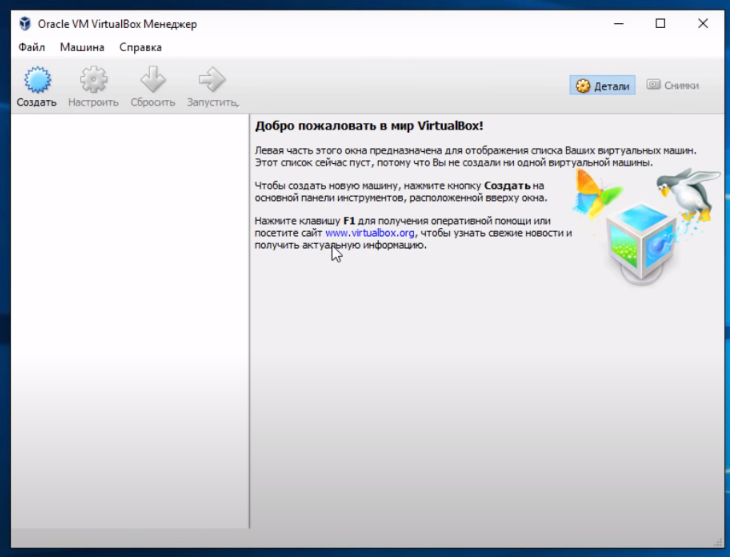 Oracle VM VirtualBox Менеджер
Файл Машина Справка
Создать Настроить Сбросить Запустить
Детали Снимки
Добро пожаловать в мир VirtualBox!
Левая часть этого окна предназначена для отображения списка Ваших виртуальных машин.
Этот список сейчас пуст, потому что Вы не создали ни одной виртуальной машины.
Чтобы создать новую машину, нажмите кнопку Создать на
основной панели инструментов, расположенной вверху окна.
Нажмите клавишу F1 для получения оперативной помощи или
посетите сайт www.virtualbox.org, чтобы узнать свежие новости и
получить актуальную информацию.